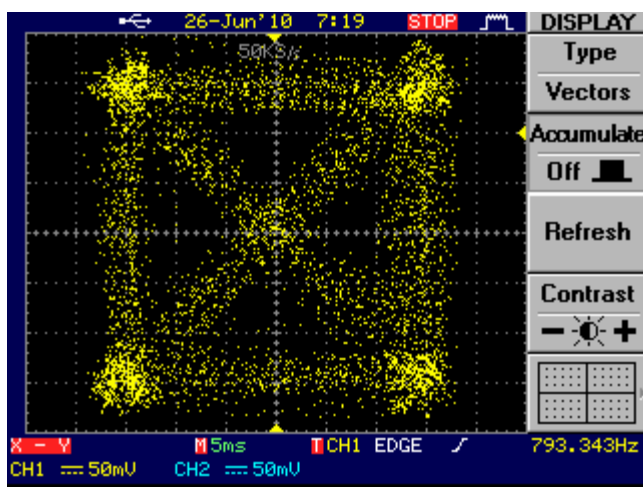 26-Jun'10 7:19 STOP DISPLAY
50KS/s
Type
Vectors
Accumulate
Off
Refresh
Contrast
X - Y M 5ms T CH1 EDGE 793.343Hz
CH1 50mV CH2 50mV